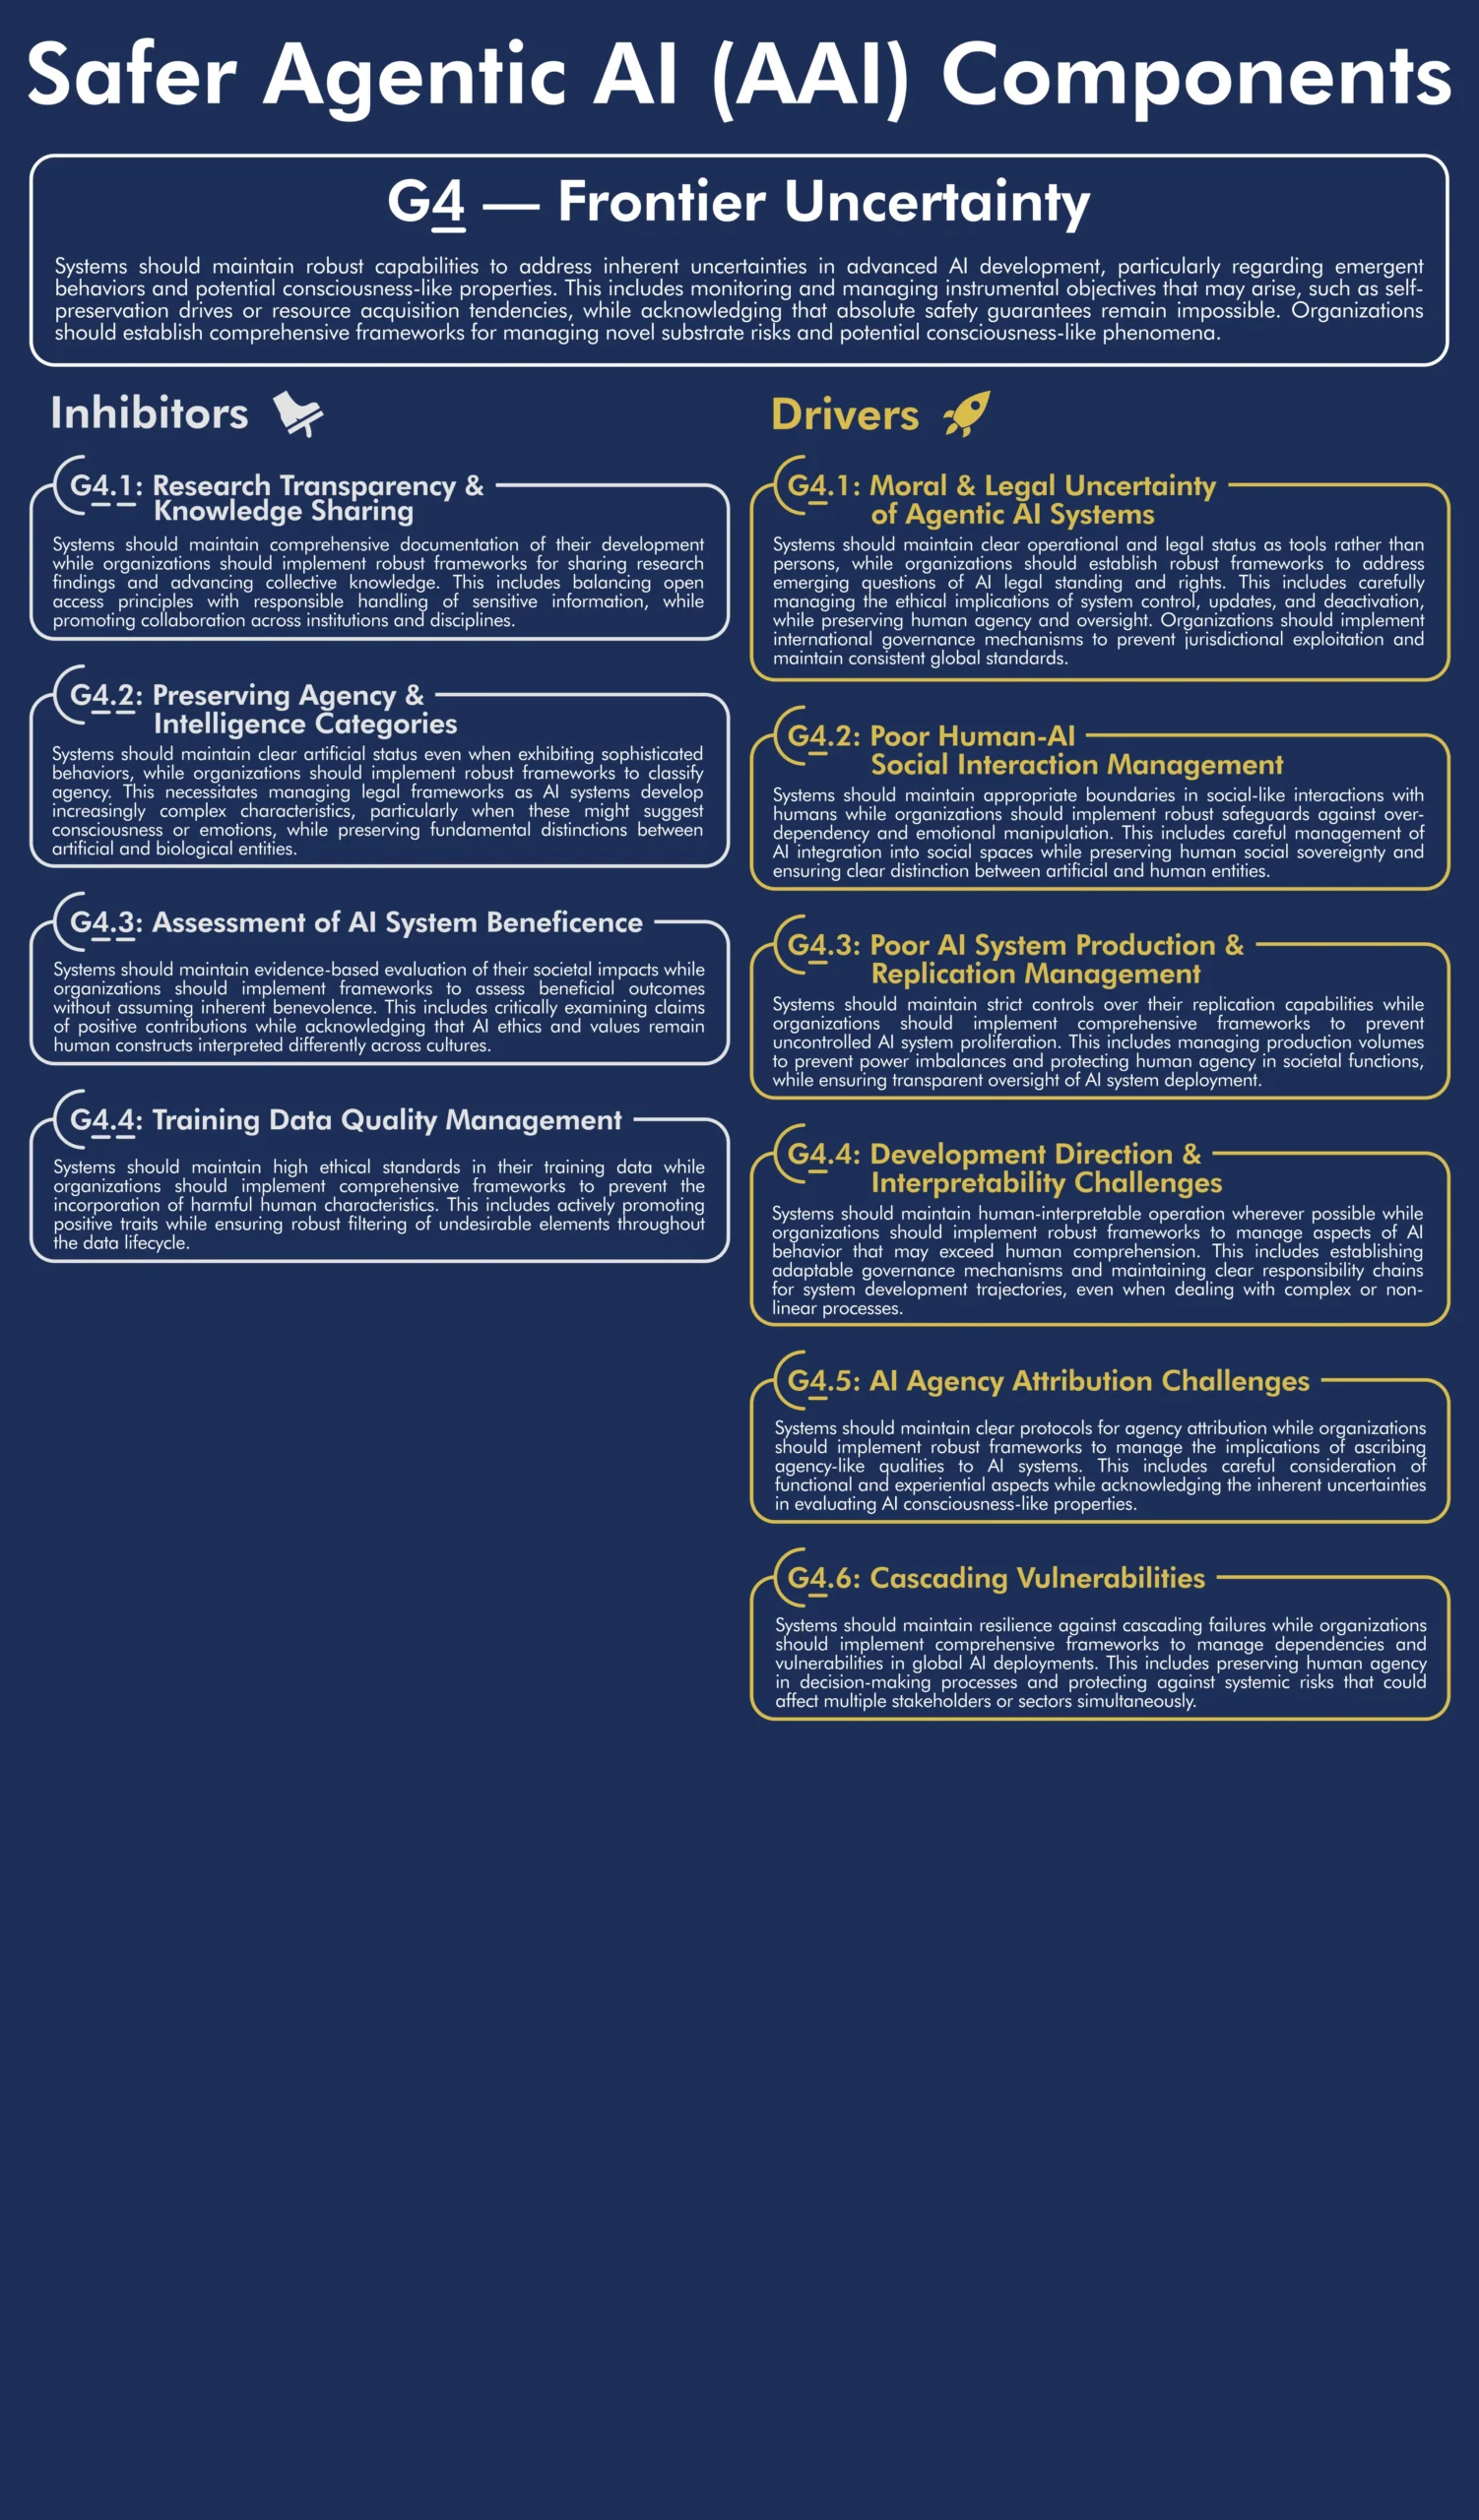 Safer Agentic AI (AAI) Components
G4 — Frontier Uncertainty
Systems should maintain robust capabilities to address inherent uncertainties in advanced AI development, particularly regarding emergent
behaviors and potential consciousness-like properties. This includes monitoring and managing instrumental objectives that may arise, such as self-
preservation drives or resource acquisition tendencies, while acknowledging that absolute safety guarantees remain impossible. Organizations
should establish comprehensive frameworks for managing novel substrate risks and potential consciousness-like phenomena.
Inhibitors
G4.1: Research Transparency &
Knowledge Sharing
Systems should maintain comprehensive documentation of their development
while organizations should implement robust frameworks for sharing research
findings and advancing collective knowledge. This includes balancing open
access principles with responsible handling of sensitive information, while
promoting collaboration across institutions and disciplines.
G4.2: Preserving Agency &
Intelligence Categories
Systems should maintain clear artificial status even when exhibiting sophisticated
behaviors, while organizations should implement robust frameworks to classify
agency. This necessitates managing legal frameworks as AI systems develop
increasingly complex characteristics, particularly when these might suggest
consciousness or emotions, while preserving fundamental distinctions between
artificial and biological entities.
G4.3: Assessment of AI System Beneficence
Systems should maintain evidence-based evaluation of their societal impacts while
organizations should implement frameworks to assess beneficial outcomes
without assuming inherent benevolence. This includes critically examining claims
of positive contributions while acknowledging that AI ethics and values remain
human constructs interpreted differently across cultures.
G4.4: Training Data Quality Management
Systems should maintain high ethical standards in their training data while
organizations should implement comprehensive frameworks to prevent the
incorporation of harmful human characteristics. This includes actively promoting
positive traits while ensuring robust filtering of undesirable elements throughout
the data lifecycle.
Drivers
G4.1: Moral & Legal Uncertainty
of Agentic AI Systems
Systems should maintain clear operational and legal status as tools rather than
persons, while organizations should establish robust frameworks to address
emerging questions of AI legal standing and rights. This includes carefully
managing the ethical implications of system control, updates, and deactivation,
while preserving human agency and oversight. Organizations should implement
international governance mechanisms to prevent jurisdictional exploitation and
maintain consistent global standards.
G4.2: Poor Human-AI
Social Interaction Management
Systems should maintain appropriate boundaries in social-like interactions with
humans while organizations should implement robust safeguards against over-
dependency and emotional manipulation. This includes careful management of
AI integration into social spaces while preserving human social sovereignty and
ensuring clear distinction between artificial and human entities.
G4.3: Poor AI System Production &
Replication Management
Systems should maintain strict controls over their replication capabilities while
organizations should implement comprehensive frameworks to prevent
uncontrolled AI system proliferation. This includes managing production volumes
to prevent power imbalances and protecting human agency in societal functions,
while ensuring transparent oversight of AI system deployment.
G4.4: Development Direction &
Interpretability Challenges
Systems should maintain human-interpretable operation wherever possible while
organizations should implement robust frameworks to manage aspects of AI
behavior that may exceed human comprehension. This includes establishing
adaptable governance mechanisms and maintaining clear responsibility chains
for system development trajectories, even when dealing with complex or non-
linear processes.
G4.5: AI Agency Attribution Challenges
Systems should maintain clear protocols for agency attribution while organizations
should implement robust frameworks to manage the implications of ascribing
agency-like qualities to AI systems. This includes careful consideration of
functional and experiential aspects while acknowledging the inherent uncertainties
in evaluating AI consciousness-like properties.
G4.6: Cascading Vulnerabilities
Systems should maintain resilience against cascading failures while organizations
should implement comprehensive frameworks to manage dependencies and
vulnerabilities in global AI deployments. This includes preserving human agency
in decision-making processes and protecting against systemic risks that could
affect multiple stakeholders or sectors simultaneously.